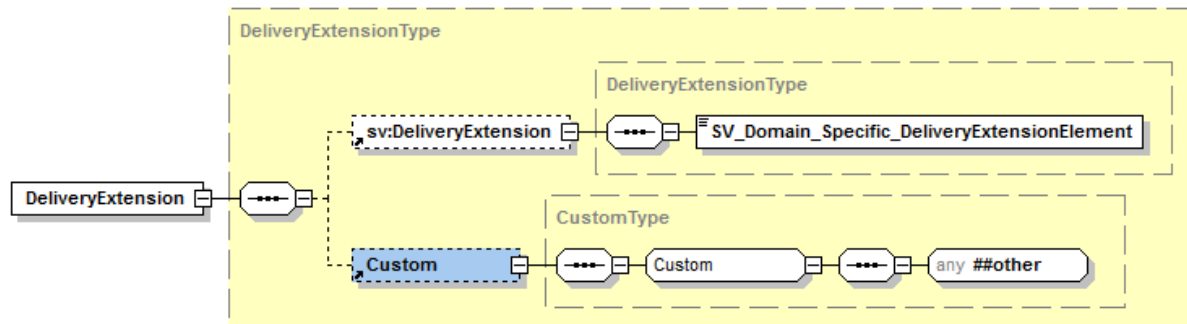 DeliveryExtensionType
DeliveryExtensionType
sv:DeliveryExtension
SV_Domain_Specific_DeliveryExtensionElement
DeliveryExtension
CustomType
Custom
Custom
any ##other